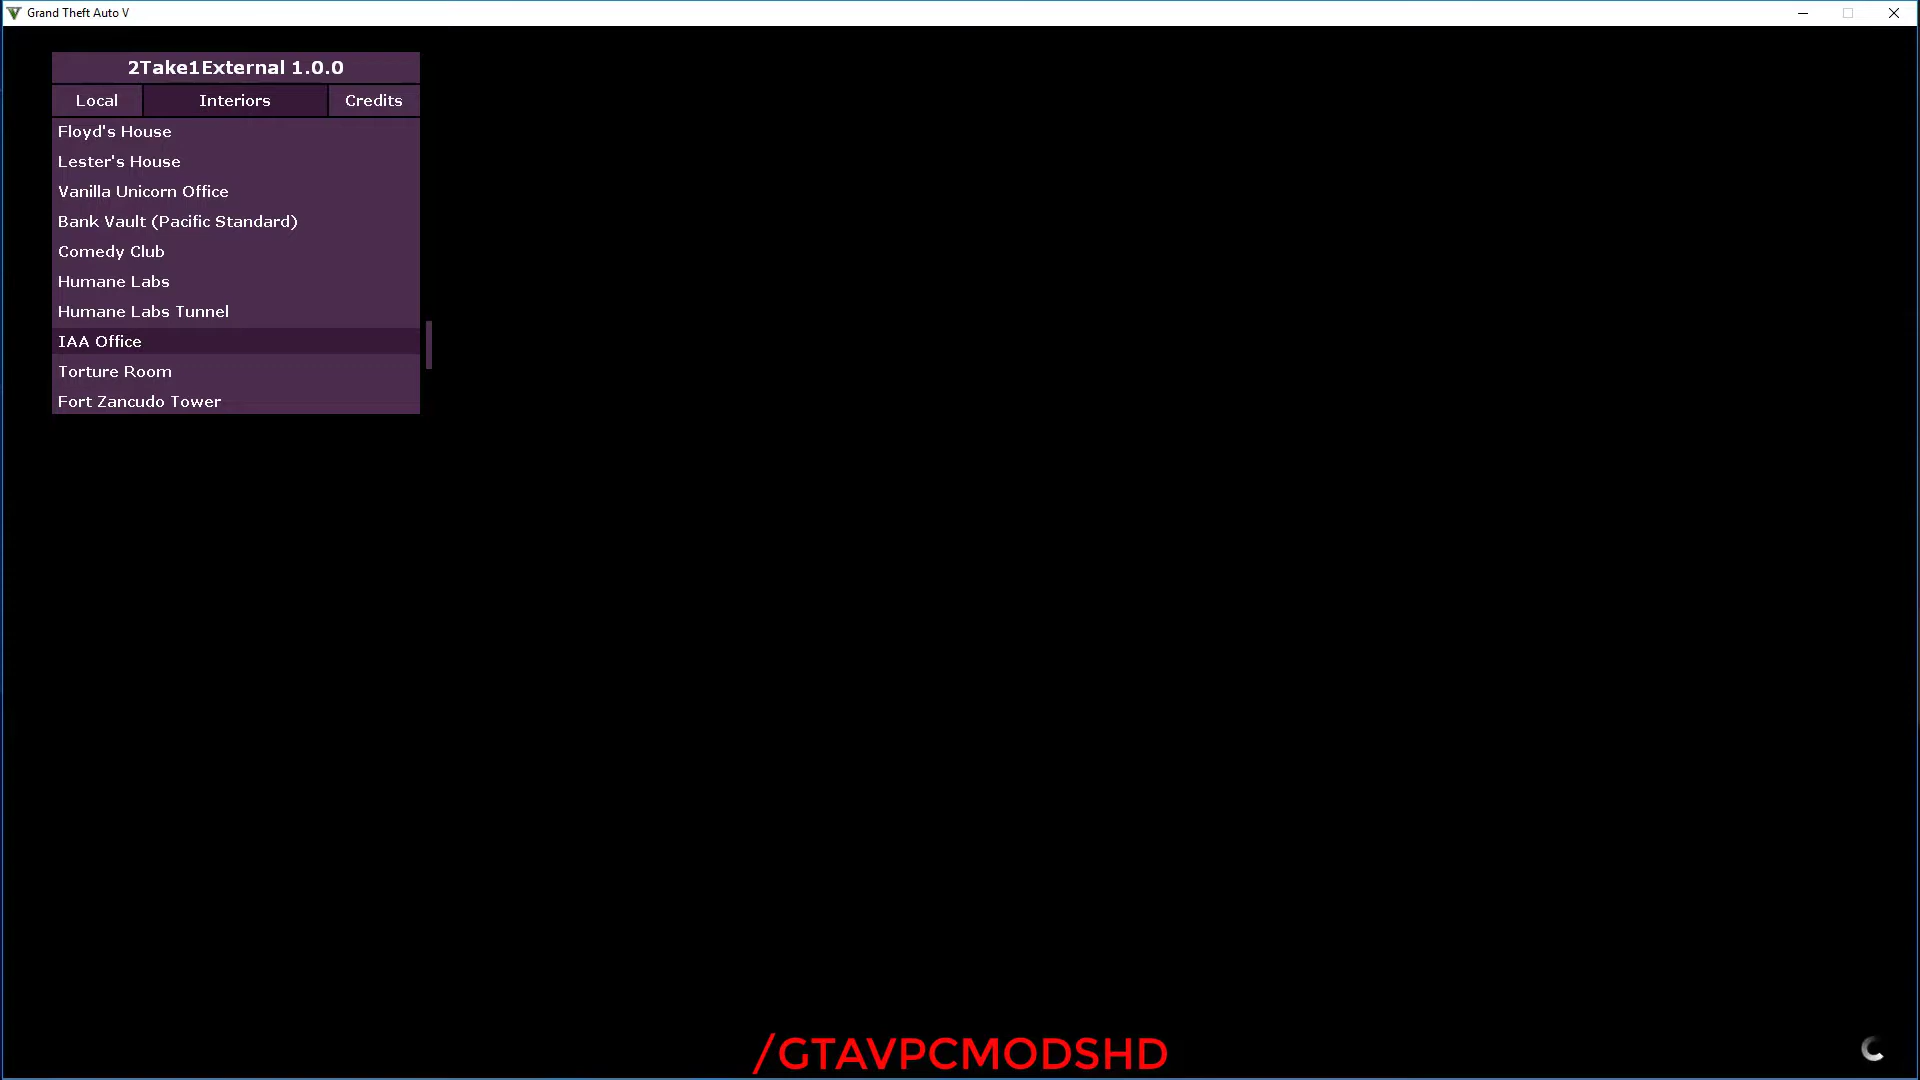 Grand Theft Auto V
2Take1External 1.0.0
Local Interiors Credits
Floyd's House
Lester's House
Vanilla Unicorn Office
Bank Vault (Pacific Standard)
Comedy Club
Humane Labs
Humane Labs Tunnel
IAA Office
Torture Room
Fort Zancudo Tower
/GTAVPCMODSHD